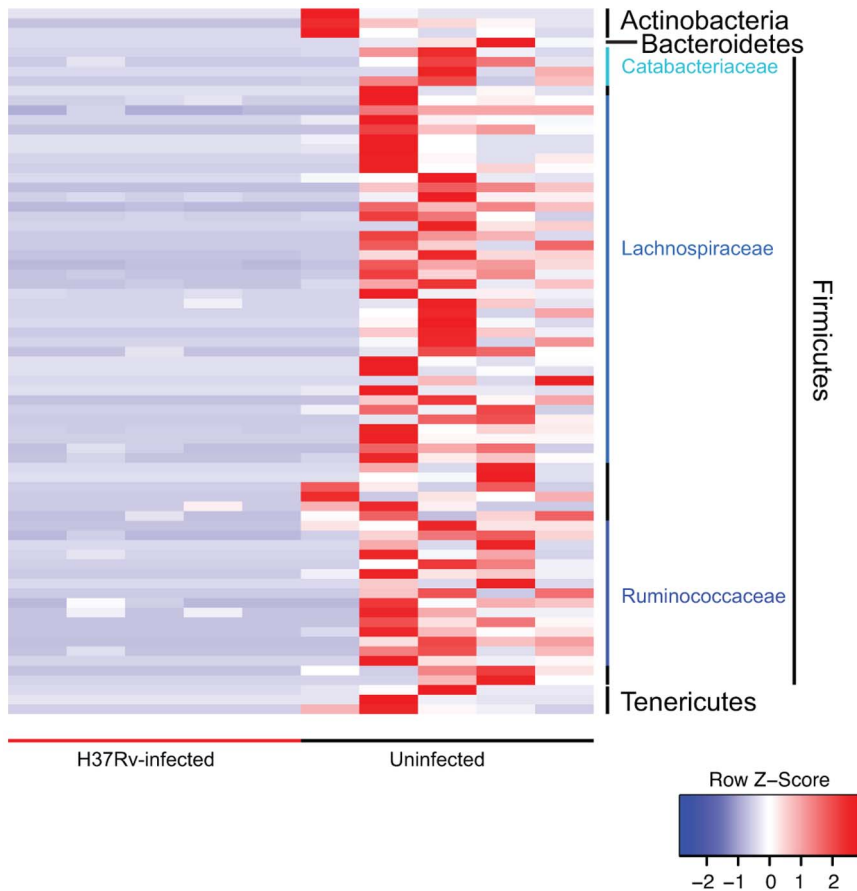 Actinobacteria
Bacteroidetes
Catabacteriaceae
Lachnospiraceae
Firmicutes
Ruminococcaceae
Tenericutes
H37Rv-infected
Uninfected
Row Z−Score
−2 −1 0 1 2